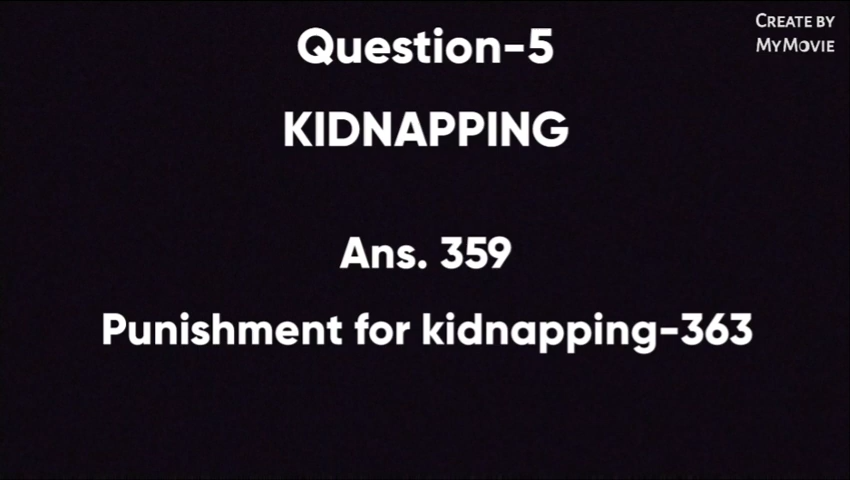 Question-5
CREATE BY
MYMOVIE
KIDNAPPING
Ans. 359
Punishment for kidnapping-363